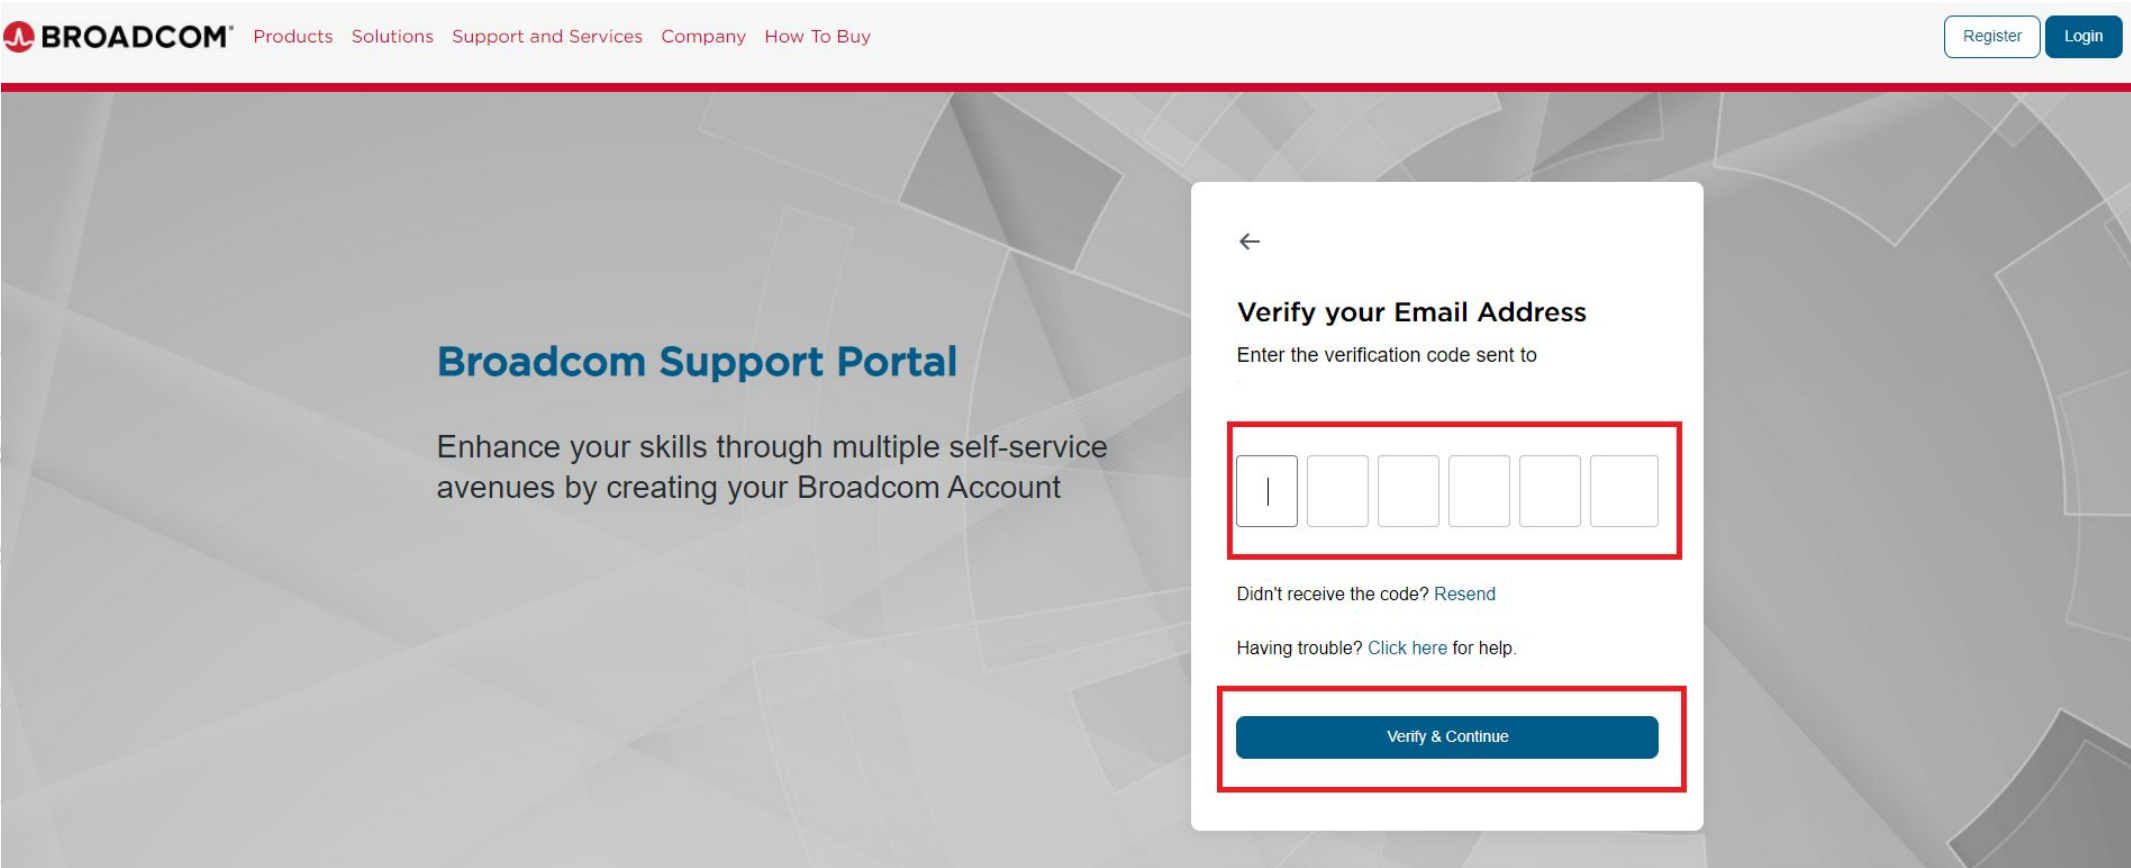 BROADCOM® Products Solutions Support and Services Company How To Buy Register Login
Broadcom Support Portal
Enhance your skills through multiple self-service
avenues by creating your Broadcom Account
Verify your Email Address
Enter the verification code sent to
Didn't receive the code? Resend
Having trouble? Click here for help.
Verify & Continue